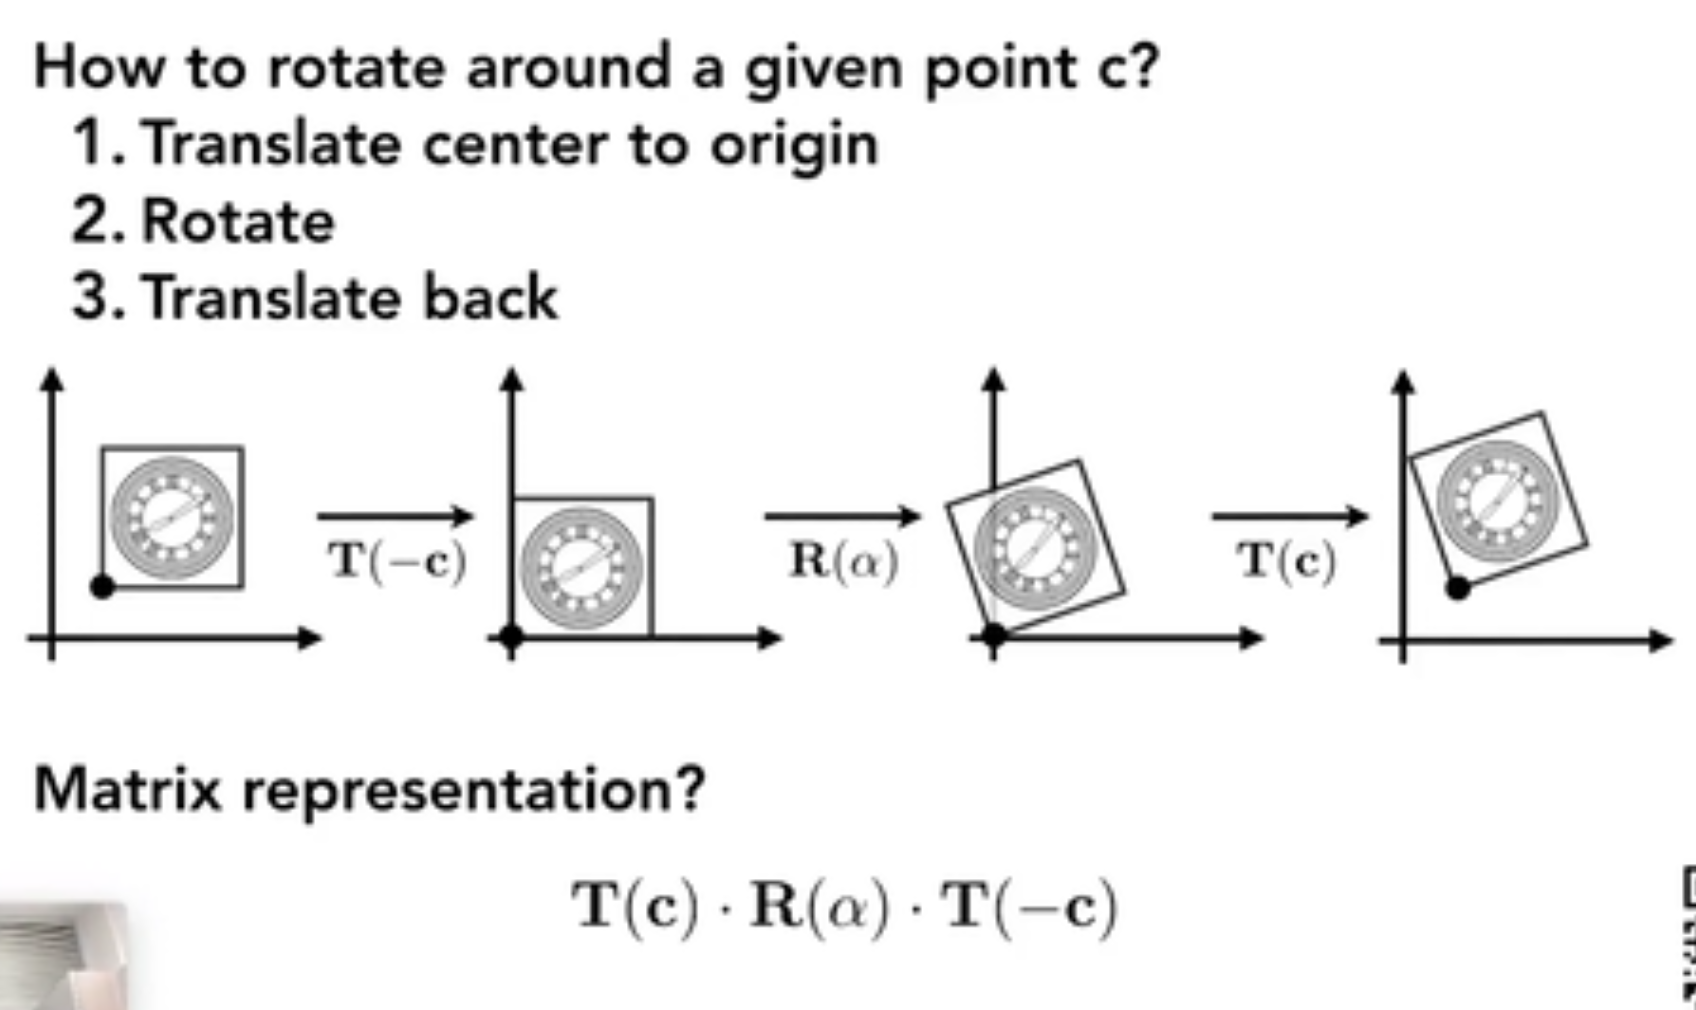 How to rotate around a given point c?
1. Translate center to origin
2. Rotate
3. Translate back
T(−c)
R(α)
T(c)
Matrix representation?
T(c) · R(α) · T(−c)